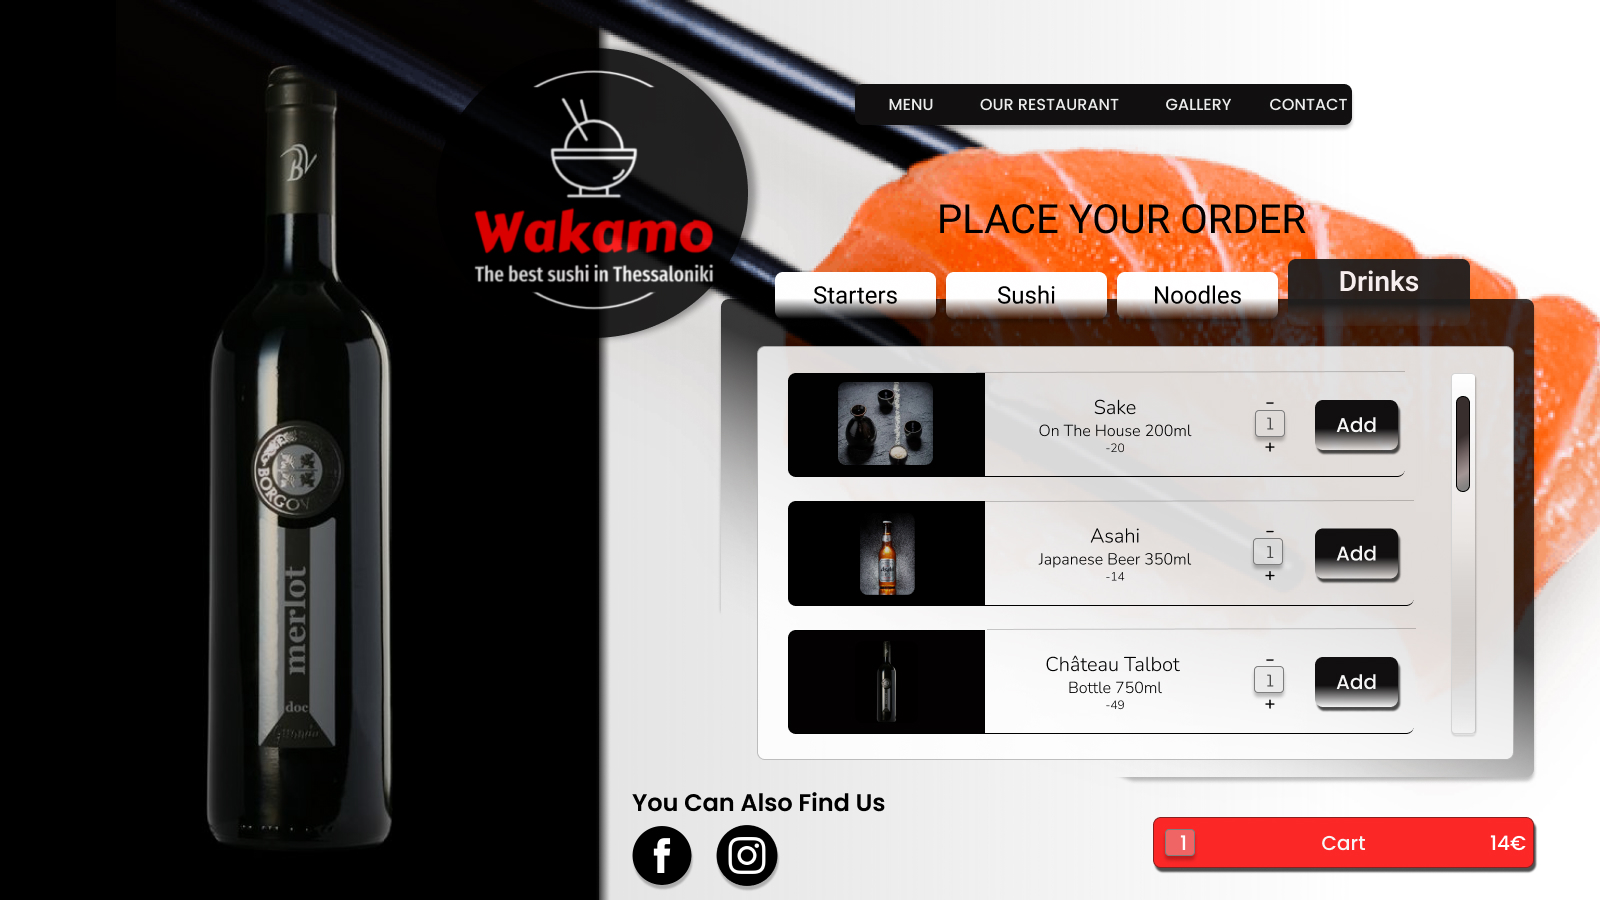 MENU OUR RESTAURANT GALLERY CONTACT
Wakamo
The best sushi in Thessaloniki
PLACE YOUR ORDER
Starters Sushi Noodles Drinks
Sake
On The House 200ml
-20
-
1
+
Add
Asahi
Japanese Beer 350ml
-14
-
1
+
Add
Château Talbot
Bottle 750ml
-49
-
1
+
Add
BV
BORGO
merlot
doc
You Can Also Find Us
f
1 Cart 14€